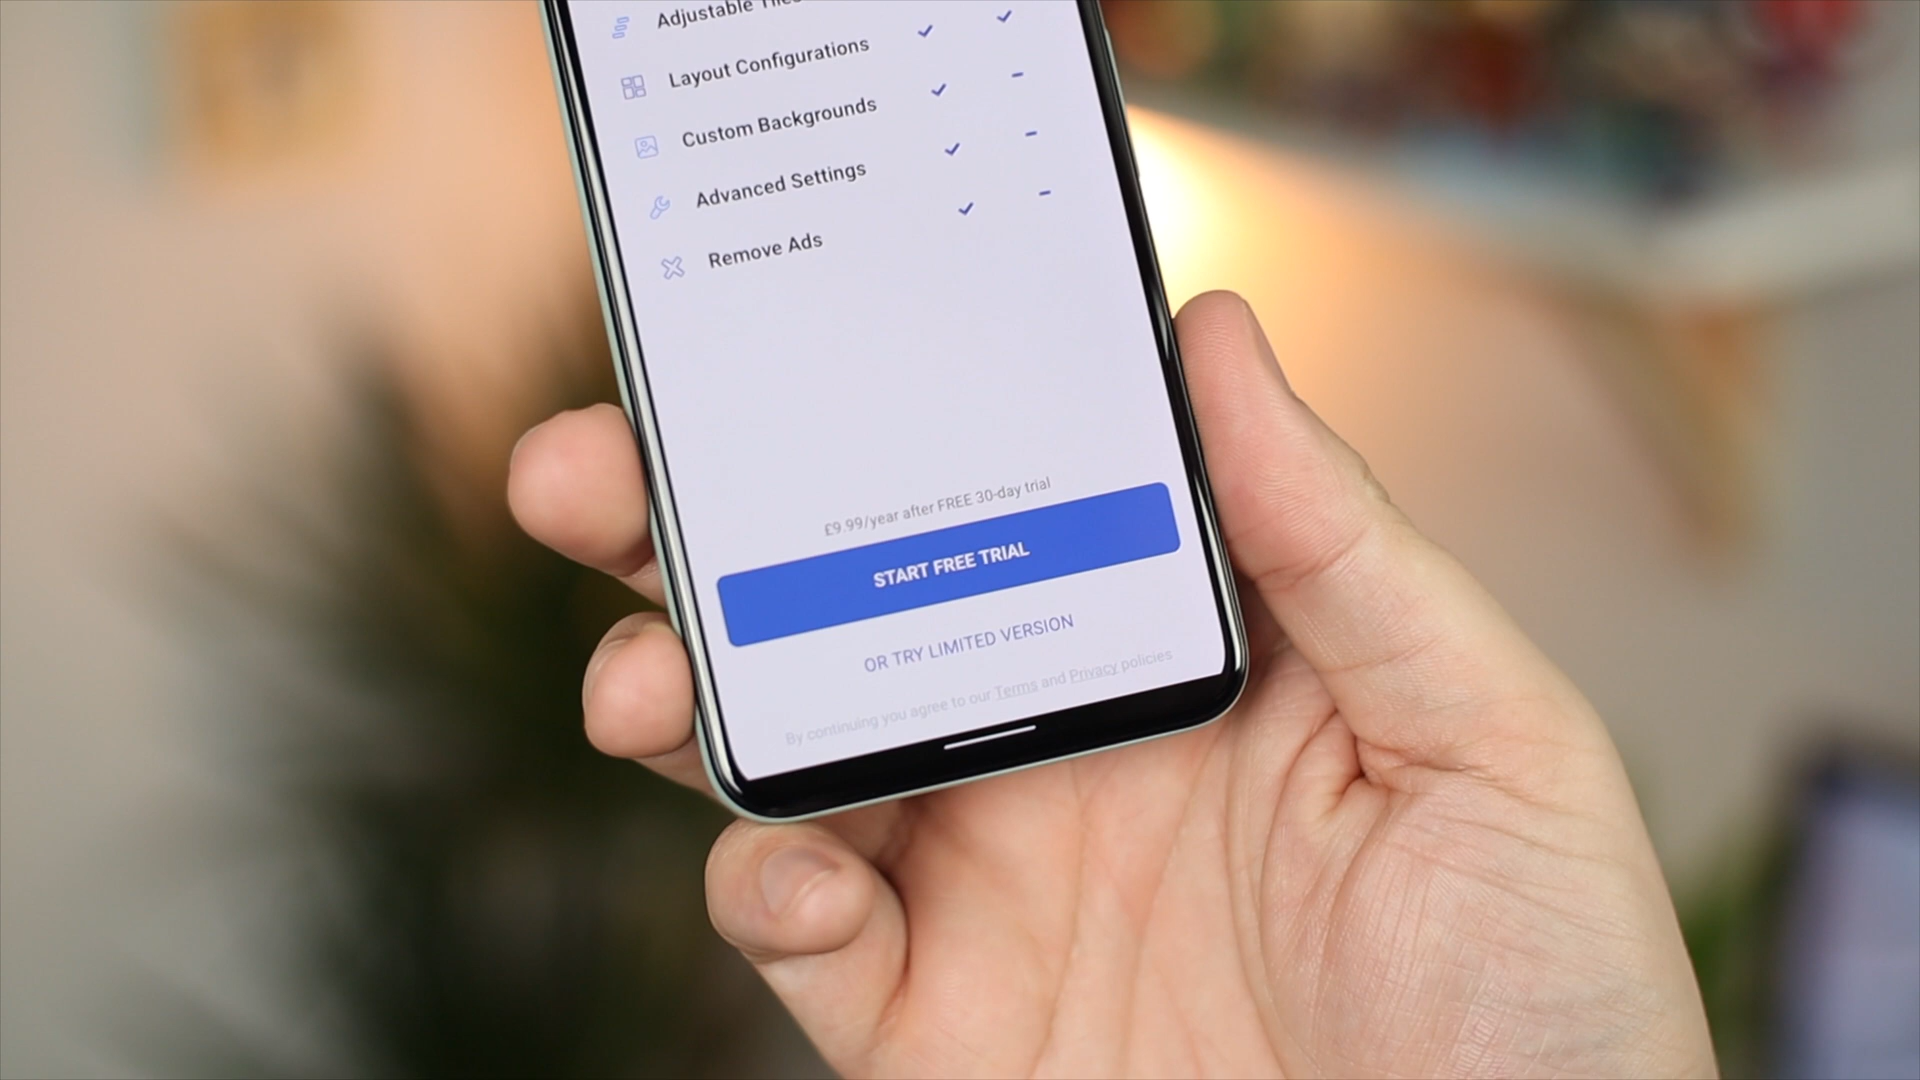 Adjustable Tiles
Layout Configurations
Custom Backgrounds
Advanced Settings
Remove Ads
£9.99/year after FREE 30-day trial
START FREE TRIAL
OR TRY LIMITED VERSION
By continuing you agree to our Terms and Privacy policies